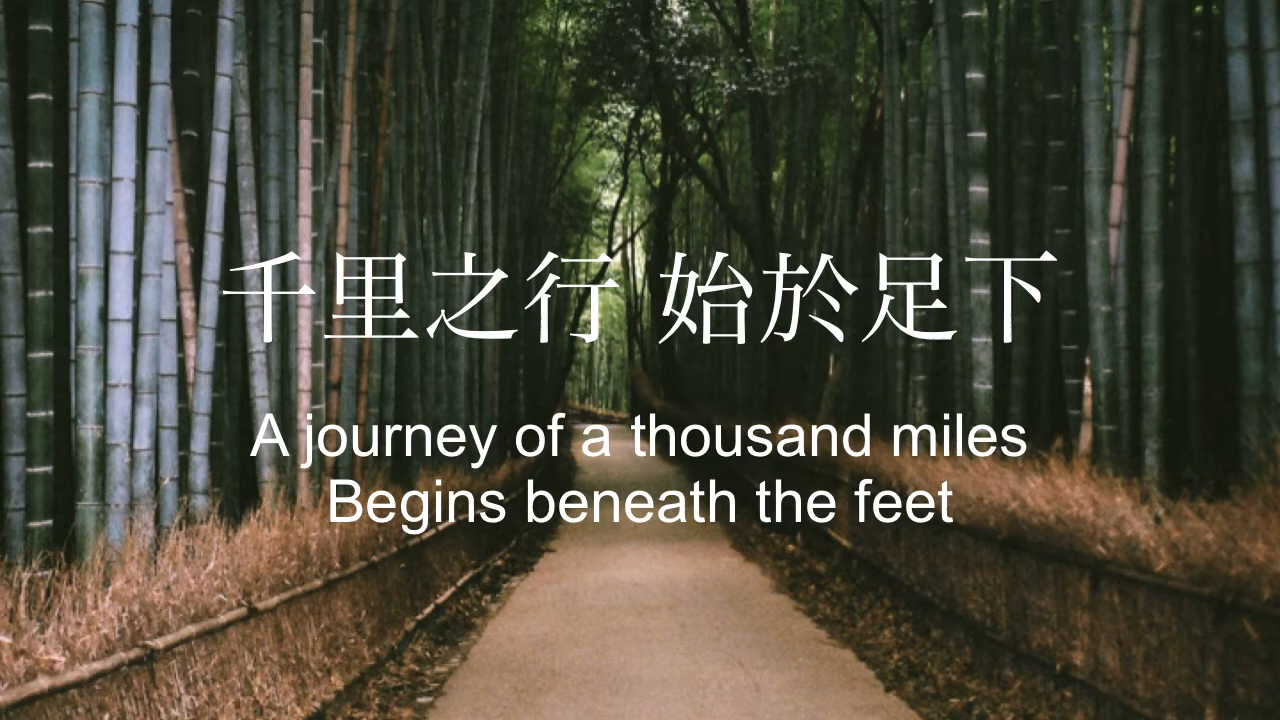 千里之行 始於足下
A journey of a thousand miles
Begins beneath the feet